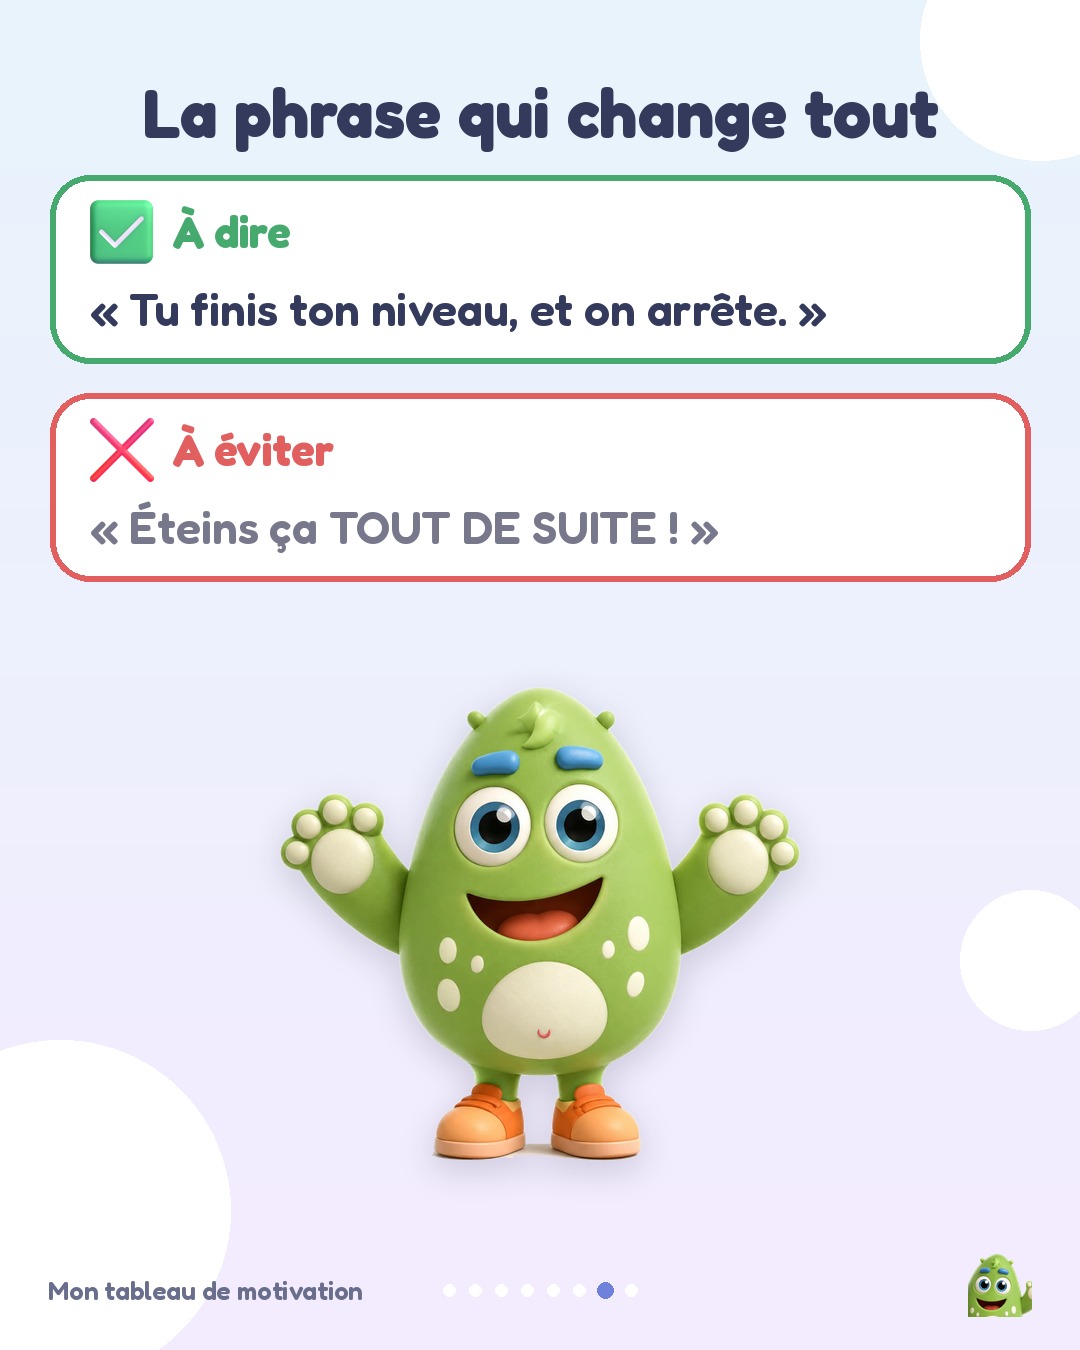 La phrase qui change tout
À dire
« Tu finis ton niveau, et on arrête. »
À éviter
« Éteins ça TOUT DE SUITE ! »
Mon tableau de motivation